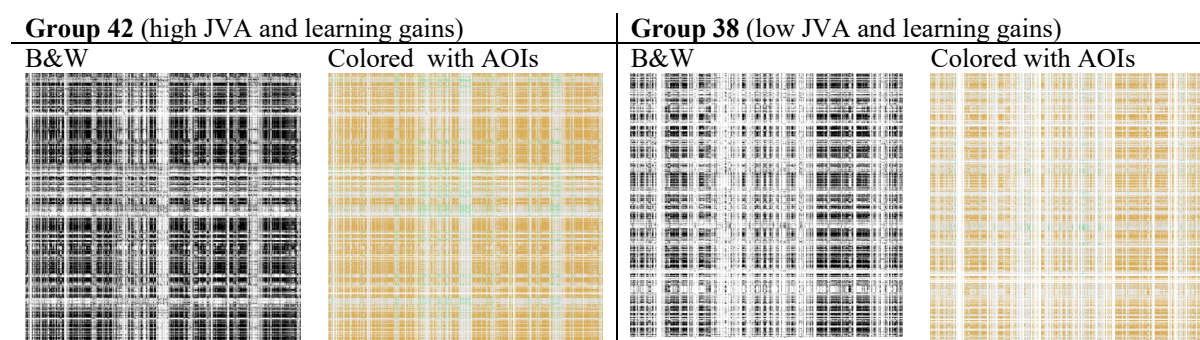 Group 42 (high JVA and learning gains)
B&W Colored with AOIs
Group 38 (low JVA and learning gains)
B&W Colored with AOIs